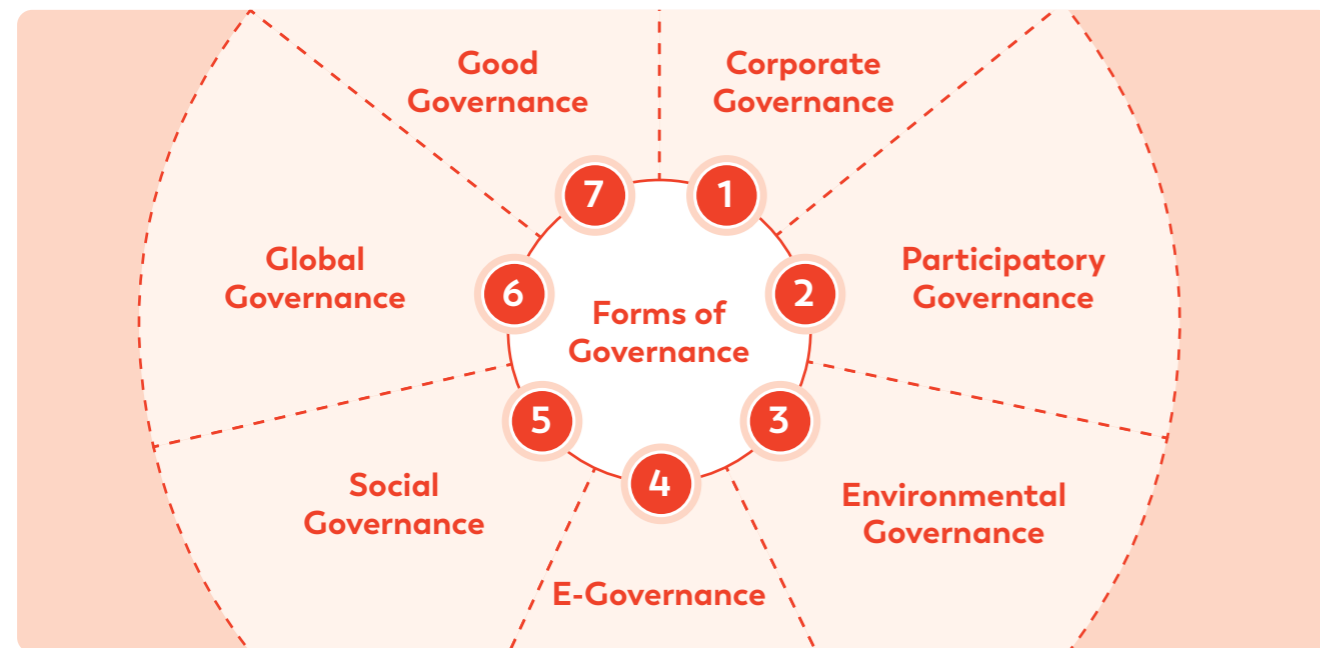 Forms of
Governance
1
Corporate
Governance
2
Participatory
Governance
3
Environmental
Governance
4
E-Governance
5
Social
Governance
6
Global
Governance
7
Good
Governance